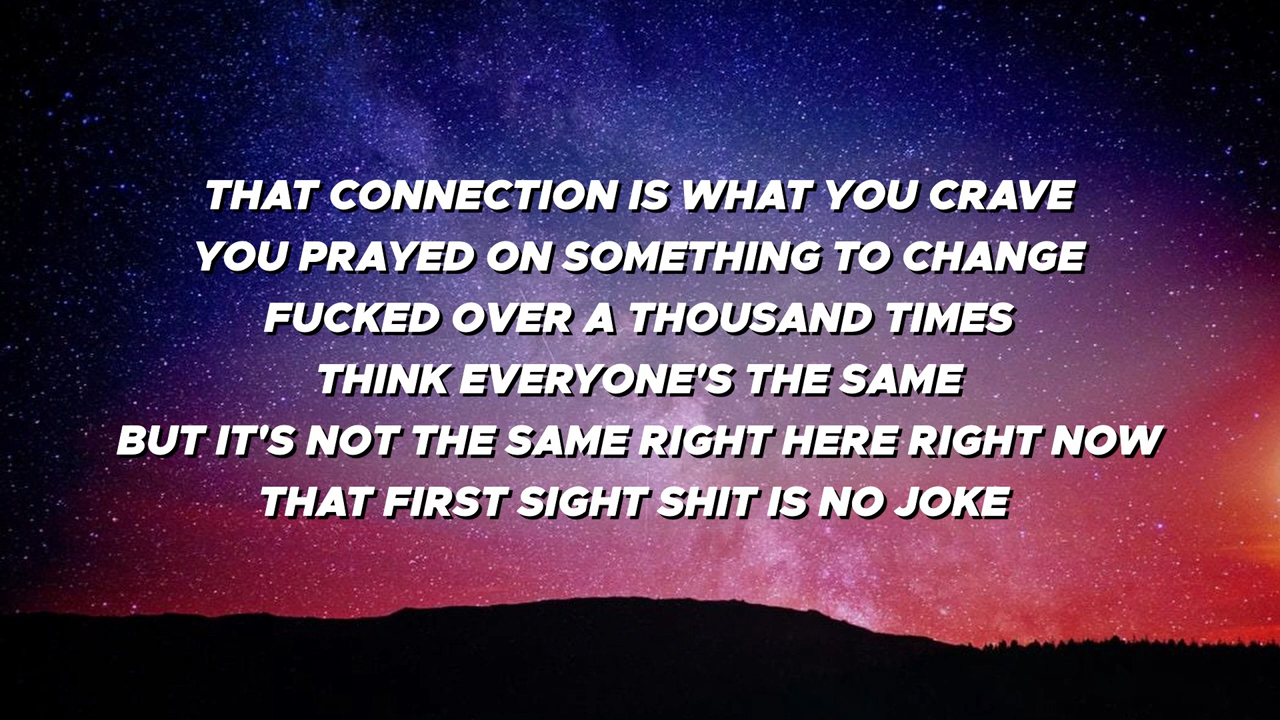 THAT CONNECTION IS WHAT YOU CRAVE
YOU PRAYED ON SOMETHING TO CHANGE
FUCKED OVER A THOUSAND TIMES
THINK EVERYONE'S THE SAME
BUT IT'S NOT THE SAME RIGHT HERE RIGHT NOW
THAT FIRST SIGHT SHIT IS NO JOKE